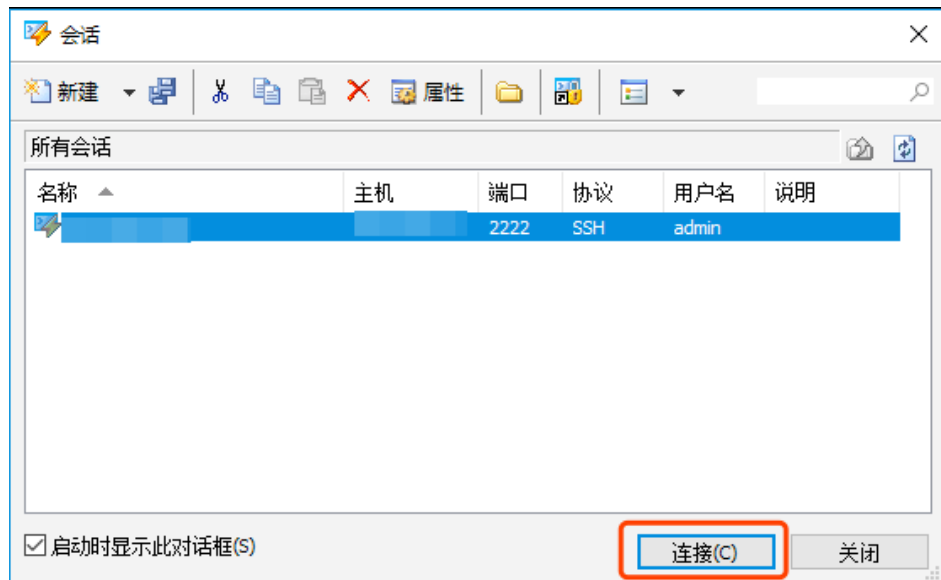 会话
新建 属性
所有会话
名称 主机 端口 协议 用户名 说明
2222 SSH admin
启动时显示此对话框(S)
连接(C) 关闭